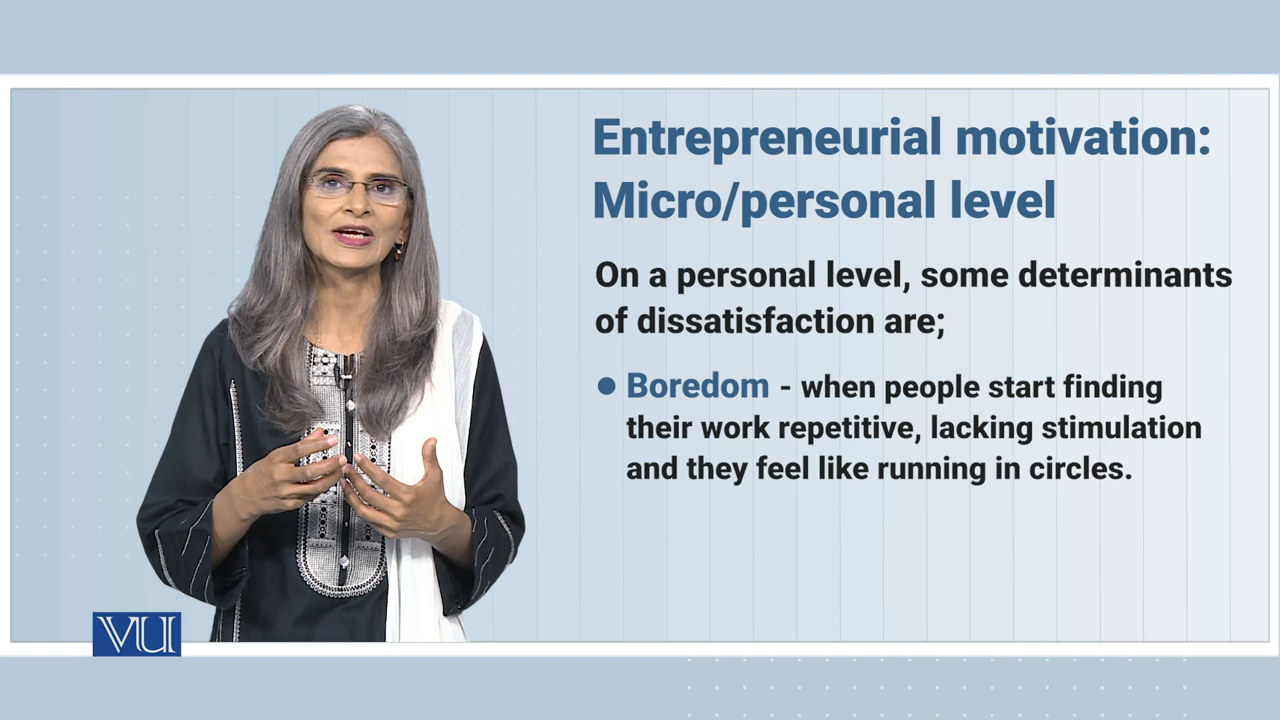 Entrepreneurial motivation:
Micro/personal level
On a personal level, some determinants
of dissatisfaction are;
● Boredom - when people start finding
their work repetitive, lacking stimulation
and they feel like running in circles.
VU